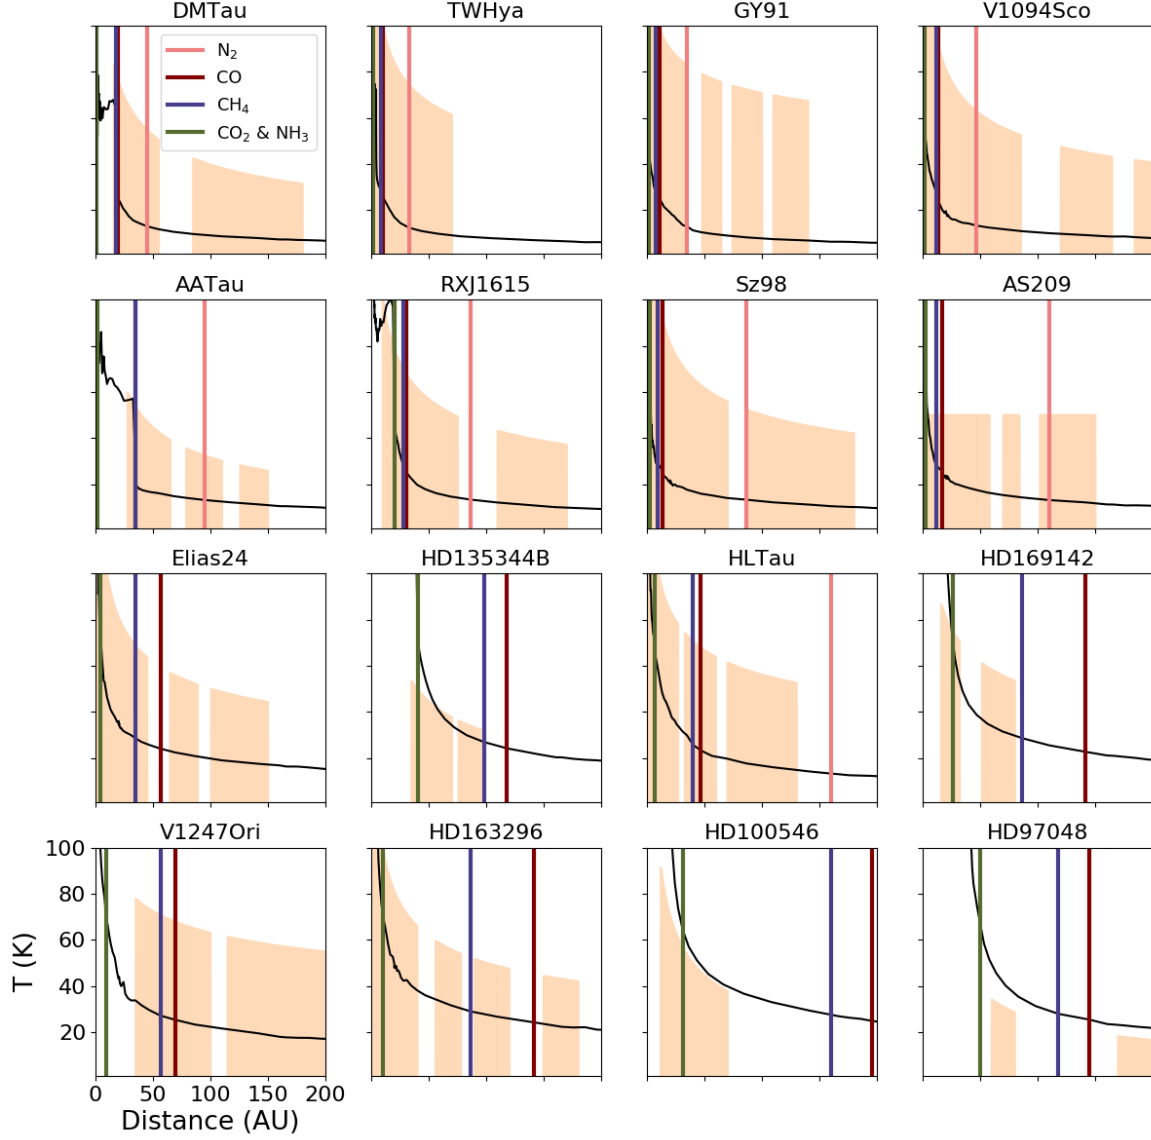 DMTau TWHya GY91 V1094Sco
N₂
CO
CH₄
CO₂ & NH₃
AATau RXJ1615 Sz98 AS209
Elias24 HD135344B HLTau HD169142
V1247Ori HD163296 HD100546 HD97048
100
80
60
40
20
T (K)
0 50 100 150 200
Distance (AU)